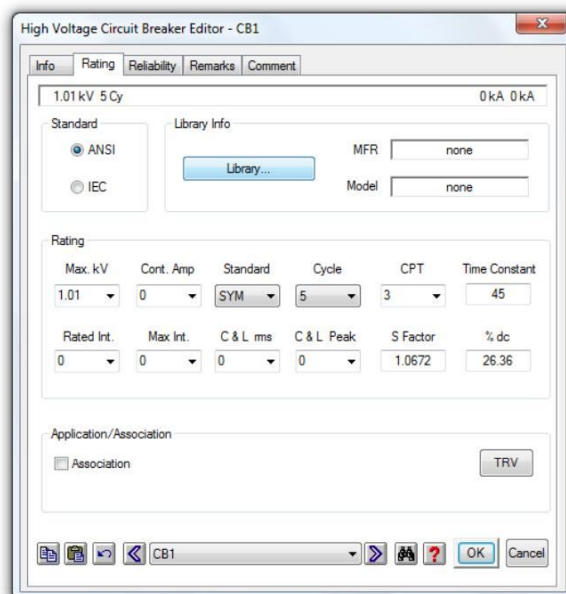 High Voltage Circuit Breaker Editor - CB1
Info Rating Reliability Remarks Comment
1.01 kV 5 Cy 0 kA 0 kA
Standard
ANSI
IEC
Library Info
Library...
MFR none
Model none
Rating
Max. kV Cont. Amp Standard Cycle CPT Time Constant
1.01 0 SYM 5 3 45
Rated Int. Max Int. C & L rms C & L Peak S Factor % dc
0 0 0 0 1.0672 26.36
Application/Association
Association TRV
CB1 ? OK Cancel